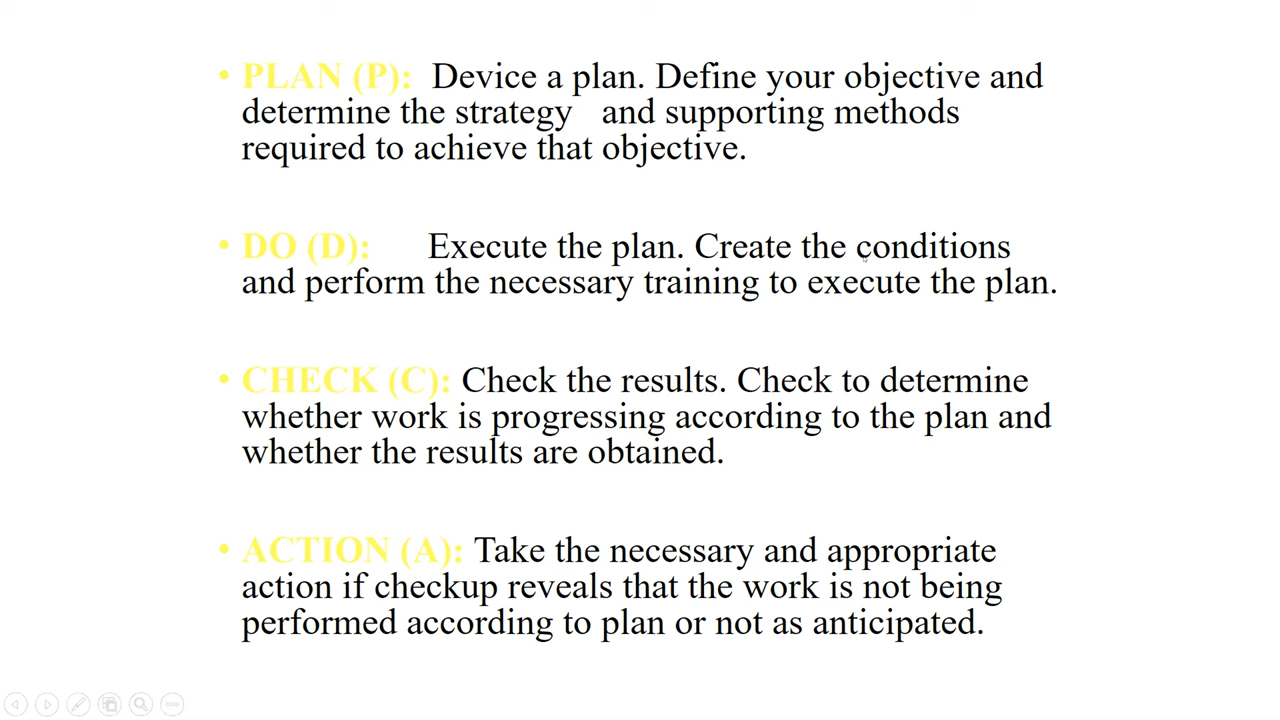 • PLAN (P): Device a plan. Define your objective and
determine the strategy and supporting methods
required to achieve that objective.
• DO (D): Execute the plan. Create the conditions
and perform the necessary training to execute the plan.
• CHECK (C): Check the results. Check to determine
whether work is progressing according to the plan and
whether the results are obtained.
• ACTION (A): Take the necessary and appropriate
action if checkup reveals that the work is not being
performed according to plan or not as anticipated.